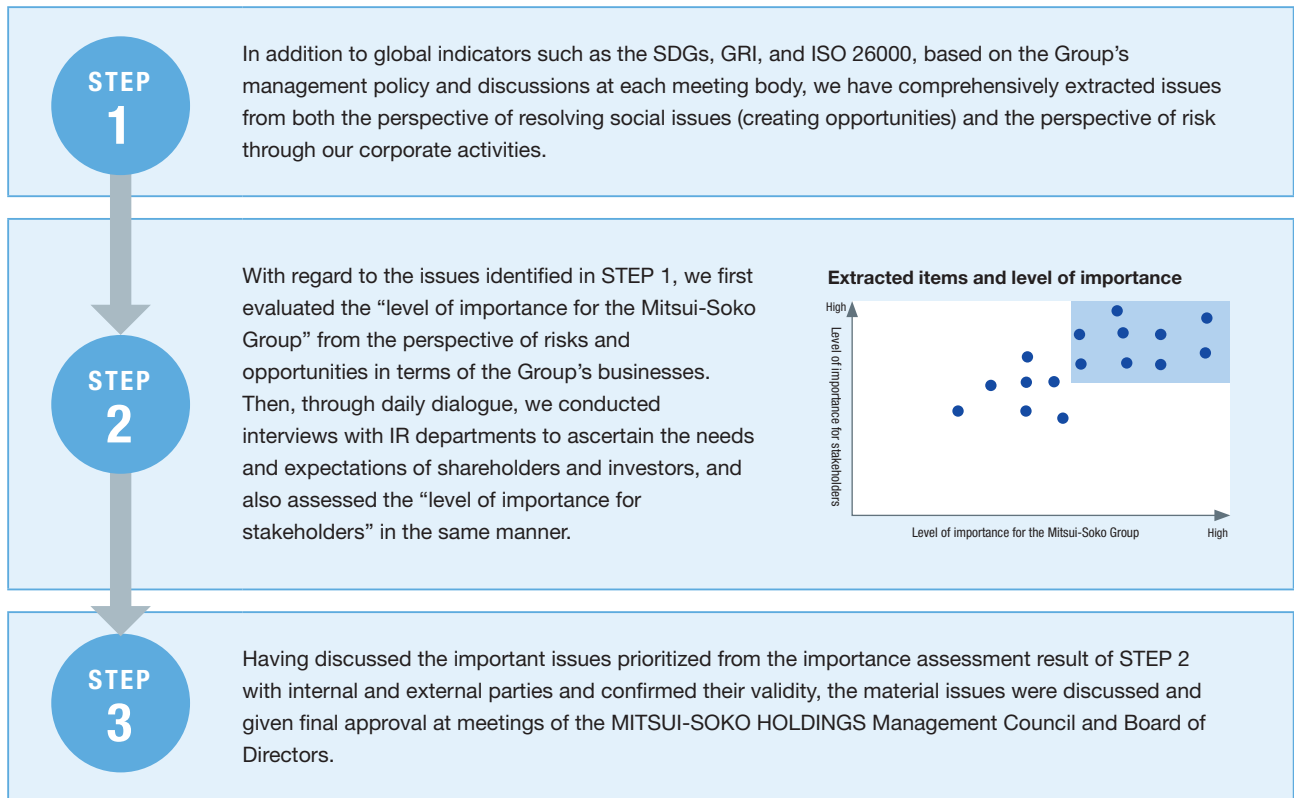 STEP
1
In addition to global indicators such as the SDGs, GRI, and ISO 26000, based on the Group’s
management policy and discussions at each meeting body, we have comprehensively extracted issues
from both the perspective of resolving social issues (creating opportunities) and the perspective of risk
through our corporate activities.
STEP
2
With regard to the issues identified in STEP 1, we first
evaluated the “level of importance for the Mitsui-Soko
Group” from the perspective of risks and
opportunities in terms of the Group’s businesses.
Then, through daily dialogue, we conducted
interviews with IR departments to ascertain the needs
and expectations of shareholders and investors, and
also assessed the “level of importance for
stakeholders” in the same manner.
Extracted items and level of importance
High
Level of importance for stakeholders
Level of importance for the Mitsui-Soko Group
High
STEP
3
Having discussed the important issues prioritized from the importance assessment result of STEP 2
with internal and external parties and confirmed their validity, the material issues were discussed and
given final approval at meetings of the MITSUI-SOKO HOLDINGS Management Council and Board of
Directors.